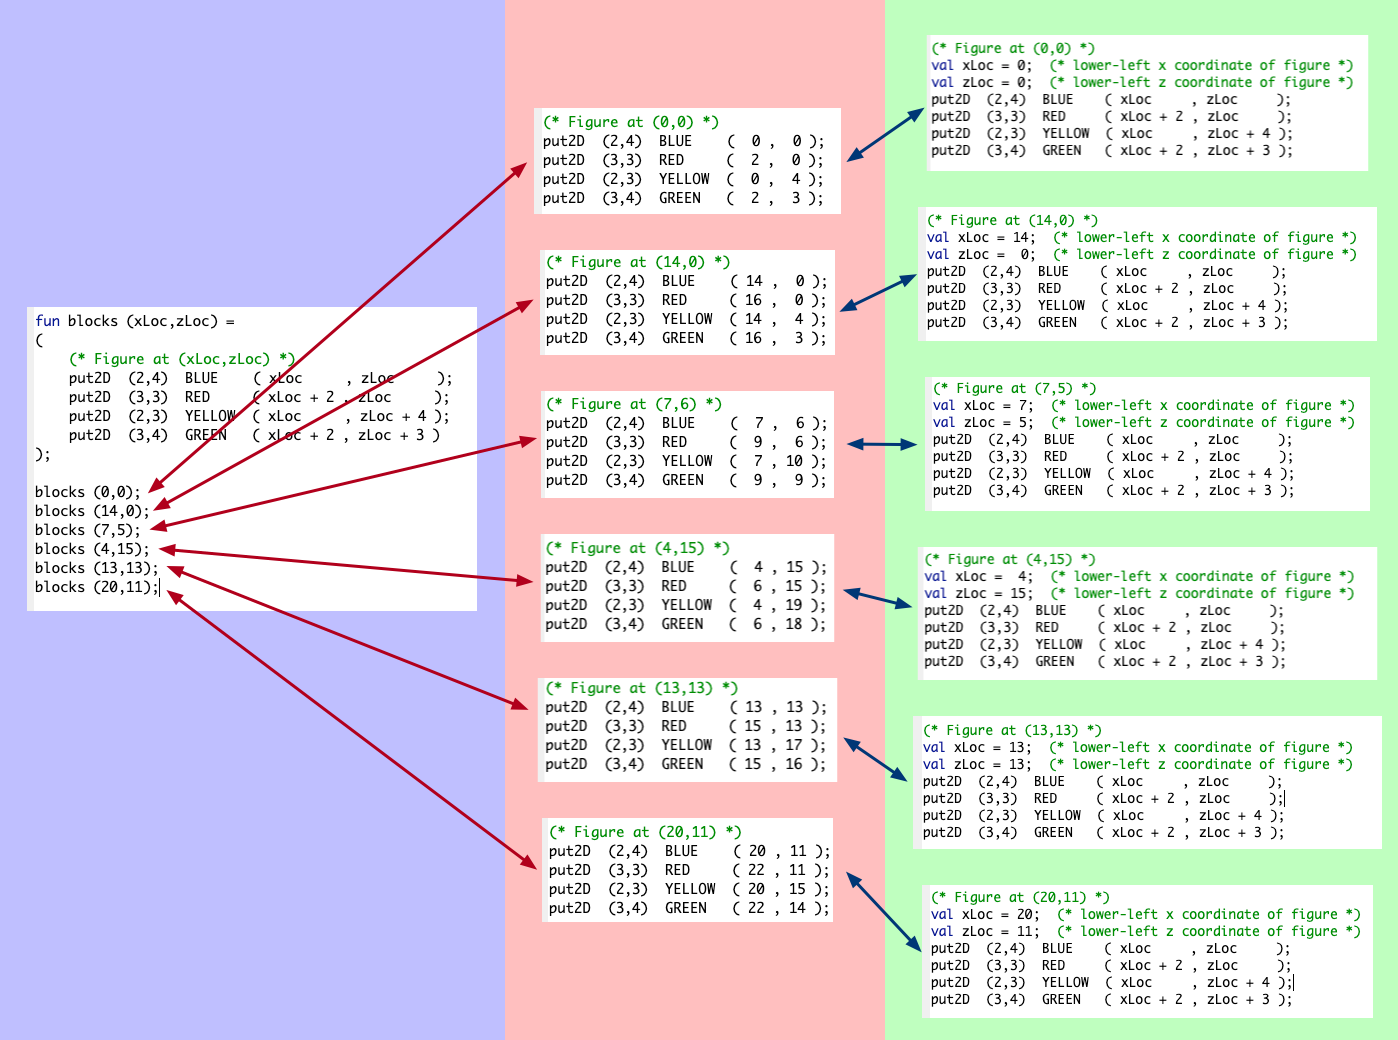 fun blocks (xLoc,zLoc) =
(
    (* Figure at (xLoc,zLoc) *)
    put2D  (2,4)  BLUE    ( xLoc     , zLoc     );
    put2D  (3,3)  RED     ( xLoc + 2 , zLoc     );
    put2D  (2,3)  YELLOW  ( xLoc     , zLoc + 4 );
    put2D  (3,4)  GREEN   ( xLoc + 2 , zLoc + 3 )
);
blocks (0,0);
blocks (14,0);
blocks (7,5);
blocks (4,15);
blocks (13,13);
blocks (20,11);
(* Figure at (0,0) *)
put2D  (2,4)  BLUE    (  0 ,  0 );
put2D  (3,3)  RED     (  2 ,  0 );
put2D  (2,3)  YELLOW  (  0 ,  4 );
put2D  (3,4)  GREEN   (  2 ,  3 );
(* Figure at (14,0) *)
put2D  (2,4)  BLUE    ( 14 ,  0 );
put2D  (3,3)  RED     ( 16 ,  0 );
put2D  (2,3)  YELLOW  ( 14 ,  4 );
put2D  (3,4)  GREEN   ( 16 ,  3 );
(* Figure at (7,6) *)
put2D  (2,4)  BLUE    (  7 ,  6 );
put2D  (3,3)  RED     (  9 ,  6 );
put2D  (2,3)  YELLOW  (  7 , 10 );
put2D  (3,4)  GREEN   (  9 ,  9 );
(* Figure at (4,15) *)
put2D  (2,4)  BLUE    (  4 , 15 );
put2D  (3,3)  RED     (  6 , 15 );
put2D  (2,3)  YELLOW  (  4 , 19 );
put2D  (3,4)  GREEN   (  6 , 18 );
(* Figure at (13,13) *)
put2D  (2,4)  BLUE    ( 13 , 13 );
put2D  (3,3)  RED     ( 15 , 13 );
put2D  (2,3)  YELLOW  ( 13 , 17 );
put2D  (3,4)  GREEN   ( 15 , 16 );
(* Figure at (20,11) *)
put2D  (2,4)  BLUE    ( 20 , 11 );
put2D  (3,3)  RED     ( 22 , 11 );
put2D  (2,3)  YELLOW  ( 20 , 15 );
put2D  (3,4)  GREEN   ( 22 , 14 );
(* Figure at (0,0) *)
val xLoc = 0;  (* lower-left x coordinate of figure *)
val zLoc = 0;  (* lower-left z coordinate of figure *)
put2D  (2,4)  BLUE    ( xLoc     , zLoc     );
put2D  (3,3)  RED     ( xLoc + 2 , zLoc     );
put2D  (2,3)  YELLOW  ( xLoc     , zLoc + 4 );
put2D  (3,4)  GREEN   ( xLoc + 2 , zLoc + 3 );
(* Figure at (14,0) *)
val xLoc = 14;  (* lower-left x coordinate of figure *)
val zLoc =  0;  (* lower-left z coordinate of figure *)
put2D  (2,4)  BLUE    ( xLoc     , zLoc     );
put2D  (3,3)  RED     ( xLoc + 2 , zLoc     );
put2D  (2,3)  YELLOW  ( xLoc     , zLoc + 4 );
put2D  (3,4)  GREEN   ( xLoc + 2 , zLoc + 3 );
(* Figure at (7,5) *)
val xLoc = 7;  (* lower-left x coordinate of figure *)
val zLoc = 5;  (* lower-left z coordinate of figure *)
put2D  (2,4)  BLUE    ( xLoc     , zLoc     );
put2D  (3,3)  RED     ( xLoc + 2 , zLoc     );
put2D  (2,3)  YELLOW  ( xLoc     , zLoc + 4 );
put2D  (3,4)  GREEN   ( xLoc + 2 , zLoc + 3 );
(* Figure at (4,15) *)
val xLoc =  4;  (* lower-left x coordinate of figure *)
val zLoc = 15;  (* lower-left z coordinate of figure *)
put2D  (2,4)  BLUE    ( xLoc     , zLoc     );
put2D  (3,3)  RED     ( xLoc + 2 , zLoc     );
put2D  (2,3)  YELLOW  ( xLoc     , zLoc + 4 );
put2D  (3,4)  GREEN   ( xLoc + 2 , zLoc + 3 );
(* Figure at (13,13) *)
val xLoc = 13;  (* lower-left x coordinate of figure *)
val zLoc = 13;  (* lower-left z coordinate of figure *)
put2D  (2,4)  BLUE    ( xLoc     , zLoc     );
put2D  (3,3)  RED     ( xLoc + 2 , zLoc     );
put2D  (2,3)  YELLOW  ( xLoc     , zLoc + 4 );
put2D  (3,4)  GREEN   ( xLoc + 2 , zLoc + 3 );
(* Figure at (20,11) *)
val xLoc = 20;  (* lower-left x coordinate of figure *)
val zLoc = 11;  (* lower-left z coordinate of figure *)
put2D  (2,4)  BLUE    ( xLoc     , zLoc     );
put2D  (3,3)  RED     ( xLoc + 2 , zLoc     );
put2D  (2,3)  YELLOW  ( xLoc     , zLoc + 4 );
put2D  (3,4)  GREEN   ( xLoc + 2 , zLoc + 3 );